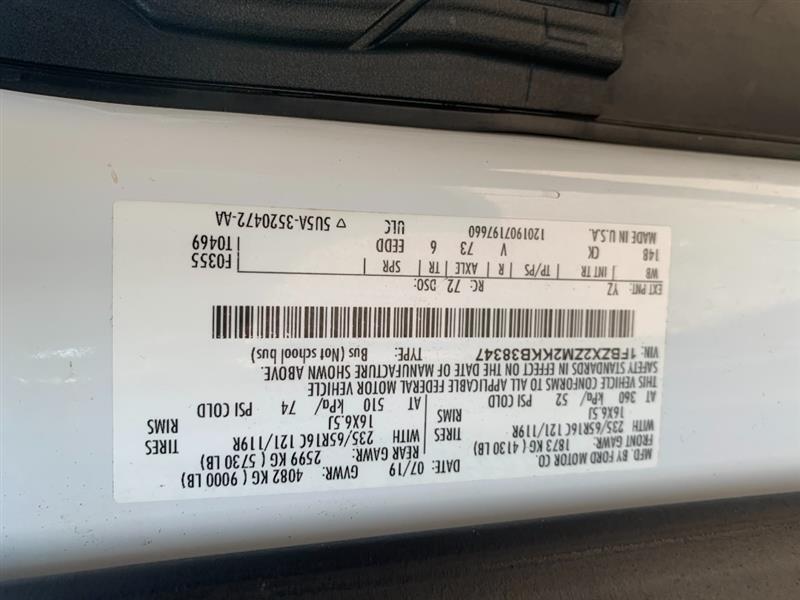 MFG. BY FORD MOTOR CO.
DATE: 07/19 GVWR: 4082 KG ( 9000 LB)
FRONT GAWR: 1873 KG ( 4130 LB) REAR GAWR: 2599 KG ( 5730 LB)
WITH 235/65R16C 121/119R TIRES WITH 235/65R16C 121/119R TIRES
16X6.5J RIMS 16X6.5J RIMS
AT 360 kPa/ 52 PSI COLD AT 510 kPa/ 74 PSI COLD
THIS VEHICLE CONFORMS TO ALL APPLICABLE FEDERAL MOTOR VEHICLE
SAFETY STANDARDS IN EFFECT ON THE DATE OF MANUFACTURE SHOWN ABOVE.
VIN: 1FBZX2ZM2KKB38347 TYPE: Bus (Not school bus)
EXT PNT: YZ RC: 72 DSO:
WB INT TR TP/PS R AXLE TR SPR F0355
148 CK V 73 6 EEDD T0469
MADE IN U.S.A. 120190719766​0 ULC ▽ 5U5A-3520472-AA